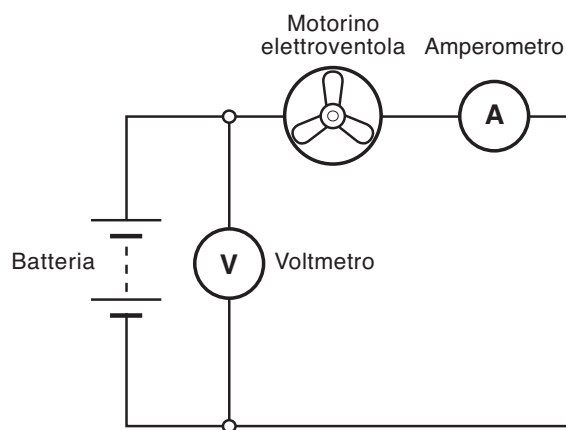 Motorino
elettroventola
Amperometro
A
Batteria
V
Voltmetro